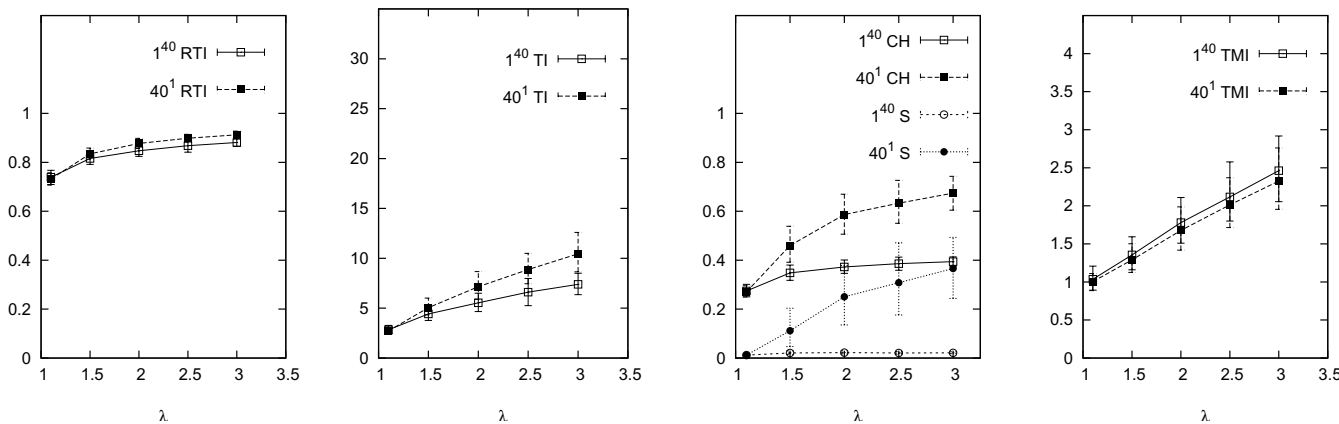 1^40 RTI
40^1 RTI
1
0.8
0.6
0.4
0.2
0
1 1.5 2 2.5 3 3.5
λ
1^40 TI
40^1 TI
30
25
20
15
10
5
0
1 1.5 2 2.5 3 3.5
λ
1^40 CH
40^1 CH
1^40 S
40^1 S
1
0.8
0.6
0.4
0.2
0
1 1.5 2 2.5 3
λ
1^40 TMI
40^1 TMI
4
3.5
3
2.5
2
1.5
1
0.5
0
1 1.5 2 2.5 3 3.5
λ